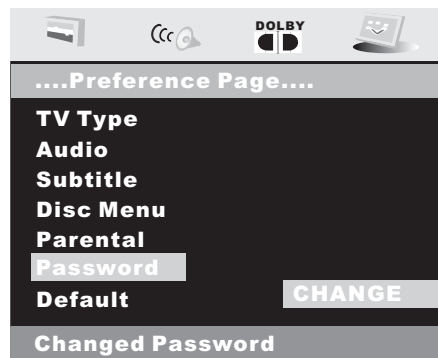 DOLBY
....Preference Page....
TV Type
Audio
Subtitle
Disc Menu
Parental
Password
Default CHANGE
Changed Password